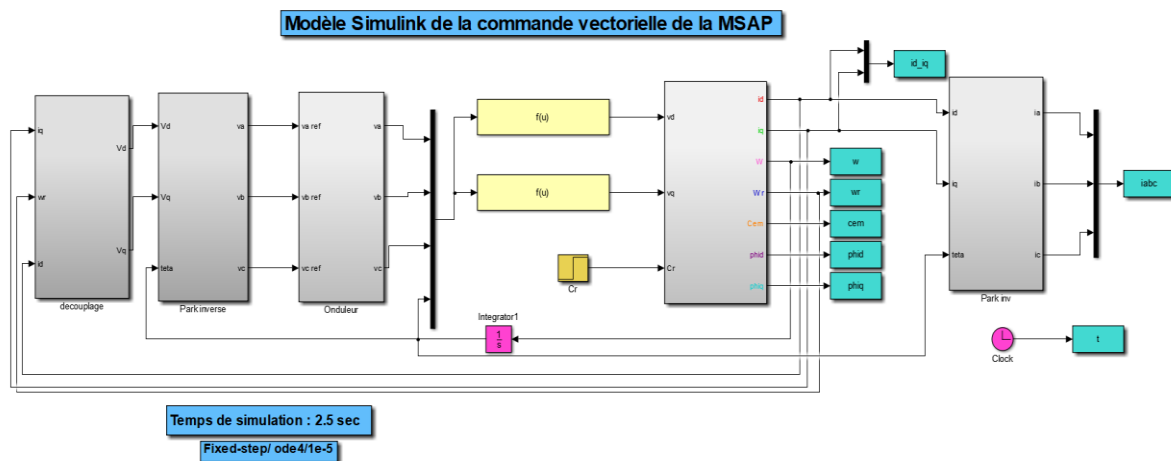 Modèle Simulink de la commande vectorielle de la MSAP
id_iq
iq
wr
id
Vd
Vq
decouplage
Vd
Vq
teta
va
vb
vc
Park inverse
va ref
vb ref
vc ref
va
vb
vc
Onduleur
f(u)
f(u)
Cr
vd
vq
Cr
id
iq
W
Wr
Cem
phid
phiq
w
wr
cem
phid
phiq
id
iq
teta
ia
ib
ic
Park inv
iabc
Integrator1
1
s
Clock
t
Temps de simulation : 2.5 sec
Fixed-step/ ode4/1e-5